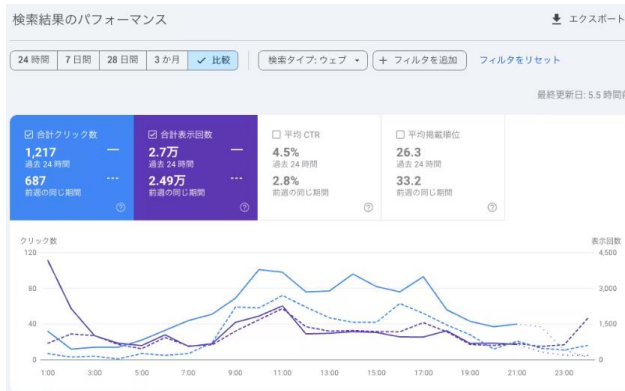 検索結果のパフォーマンス
エクスポート
24 時間 7 日間 28 日間 3 か月 比較 検索タイプ: ウェブ + フィルタを追加 フィルタをリセット
最終更新日: 5.5 時間前
合計クリック数 合計表示回数 平均 CTR 平均掲載順位
1,217 2.7万 4.5% 26.3
過去 24 時間 過去 24 時間 過去 24 時間 過去 24 時間
687 2.49万 2.8% 33.2
前週の同じ期間 前週の同じ期間 前週の同じ期間 前週の同じ期間
クリック数 表示回数
120 4,500
80 3,000
40 1,500
0 0
1:00 3:00 5:00 7:00 9:00 11:00 13:00 15:00 17:00 19:00 21:00 23:00